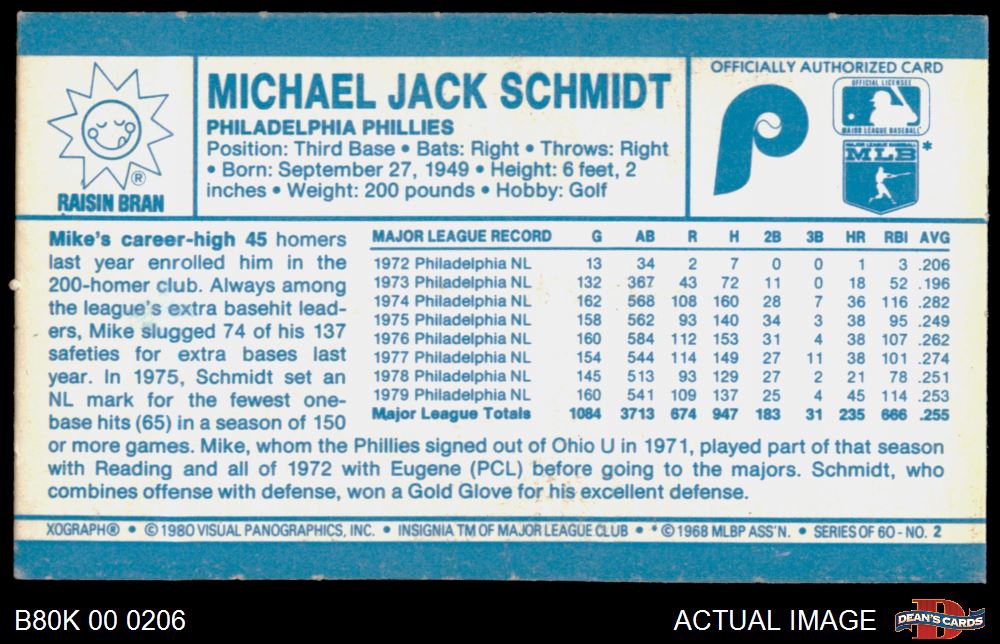 RAISIN BRAN
®
MICHAEL JACK SCHMIDT
PHILADELPHIA PHILLIES
Position: Third Base • Bats: Right • Throws: Right
• Born: September 27, 1949 • Height: 6 feet, 2
inches • Weight: 200 pounds • Hobby: Golf
OFFICIALLY AUTHORIZED CARD
P
OFFICIAL LICENSEE
MAJOR LEAGUE BASEBALL
MAJOR LEAGUE BASEBALL
MLB *
Mike's career-high 45 homers
last year enrolled him in the
200-homer club. Always among
the league's extra basehit lead-
ers, Mike slugged 74 of his 137
safeties for extra bases last
year. In 1975, Schmidt set an
NL mark for the fewest one-
base hits (65) in a season of 150
or more games. Mike, whom the Phillies signed out of Ohio U in 1971, played part of that season
with Reading and all of 1972 with Eugene (PCL) before going to the majors. Schmidt, who
combines offense with defense, won a Gold Glove for his excellent defense.
MAJOR LEAGUE RECORD G AB R H 2B 3B HR RBI AVG
1972 Philadelphia NL 13 34 2 7 0 0 1 3 .206
1973 Philadelphia NL 132 367 43 72 11 0 18 52 .196
1974 Philadelphia NL 162 568 108 160 28 7 36 116 .282
1975 Philadelphia NL 158 562 93 140 34 3 38 95 .249
1976 Philadelphia NL 160 584 112 153 31 4 38 107 .262
1977 Philadelphia NL 154 544 114 149 27 11 38 101 .274
1978 Philadelphia NL 145 513 93 129 27 2 21 78 .251
1979 Philadelphia NL 160 541 109 137 25 4 45 114 .253
Major League Totals 1084 3713 674 947 183 31 235 666 .255
XOGRAPH® • ©1980 VISUAL PANOGRAPHICS, INC. • INSIGNIA TM OF MAJOR LEAGUE CLUB • *©1968 MLBP ASS'N. • SERIES OF 60 - NO. 2
B80K 00 0206
ACTUAL IMAGE
D
DEAN'S CARDS